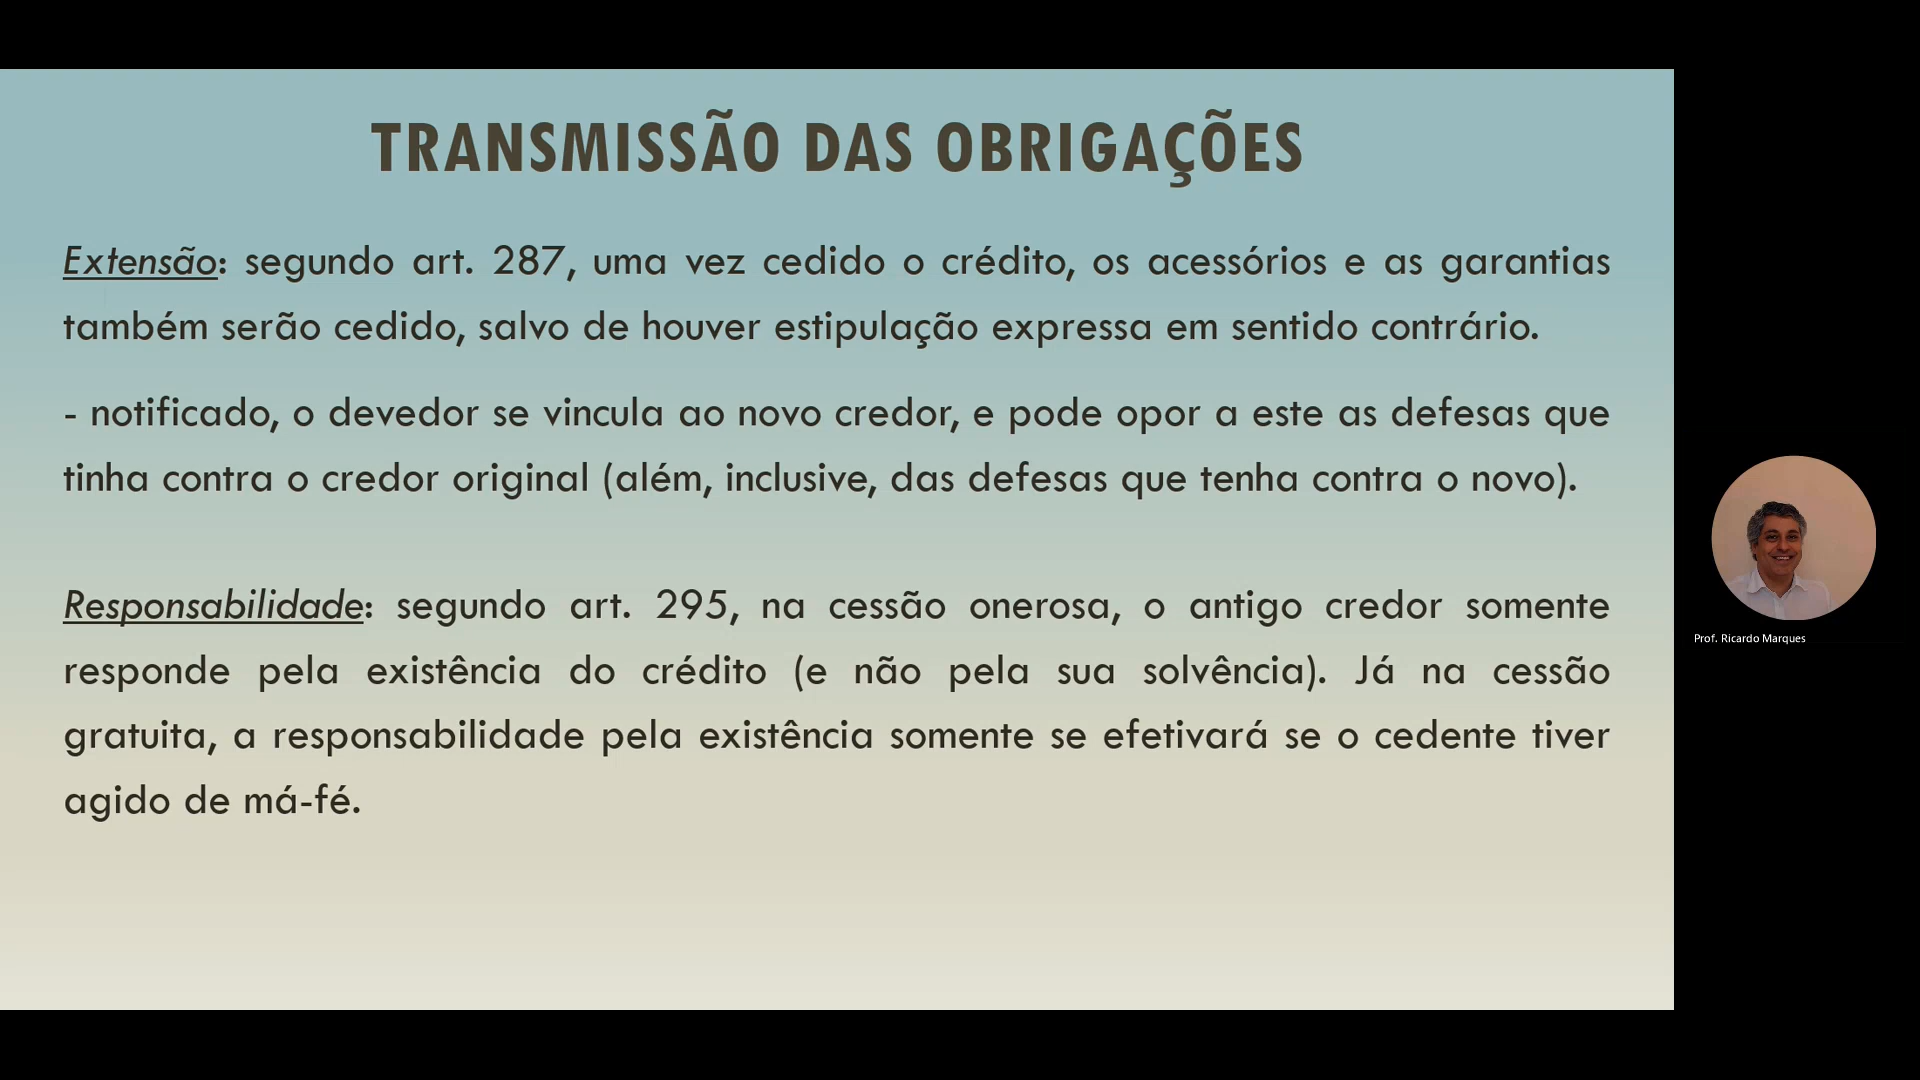 TRANSMISSÃO DAS OBRIGAÇÕES
Extensão: segundo art. 287, uma vez cedido o crédito, os acessórios e as garantias
também serão cedido, salvo de houver estipulação expressa em sentido contrário.
- notificado, o devedor se vincula ao novo credor, e pode opor a este as defesas que
tinha contra o credor original (além, inclusive, das defesas que tenha contra o novo).
Responsabilidade: segundo art. 295, na cessão onerosa, o antigo credor somente
responde pela existência do crédito (e não pela sua solvência). Já na cessão
gratuita, a responsabilidade pela existência somente se efetivará se o cedente tiver
agido de má-fé.
Prof. Ricardo Marques